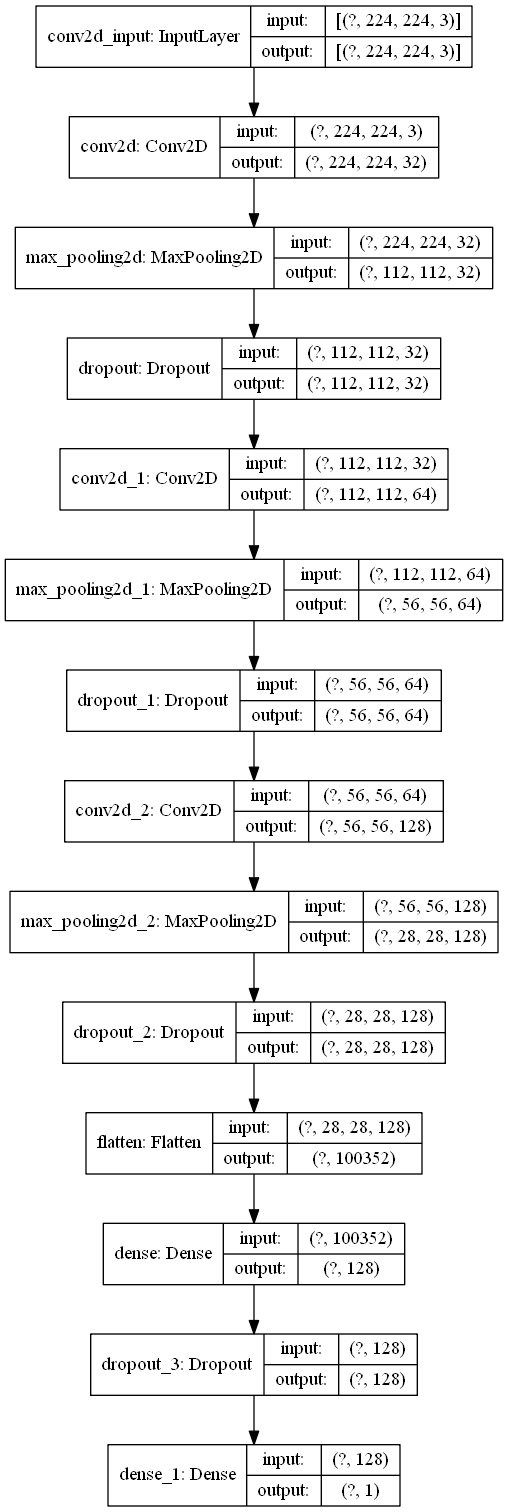 conv2d_input: InputLayer
input: [(?, 224, 224, 3)]
output: [(?, 224, 224, 3)]
conv2d: Conv2D
input: (?, 224, 224, 3)
output: (?, 224, 224, 32)
max_pooling2d: MaxPooling2D
input: (?, 224, 224, 32)
output: (?, 112, 112, 32)
dropout: Dropout
input: (?, 112, 112, 32)
output: (?, 112, 112, 32)
conv2d_1: Conv2D
input: (?, 112, 112, 32)
output: (?, 112, 112, 64)
max_pooling2d_1: MaxPooling2D
input: (?, 112, 112, 64)
output: (?, 56, 56, 64)
dropout_1: Dropout
input: (?, 56, 56, 64)
output: (?, 56, 56, 64)
conv2d_2: Conv2D
input: (?, 56, 56, 64)
output: (?, 56, 56, 128)
max_pooling2d_2: MaxPooling2D
input: (?, 56, 56, 128)
output: (?, 28, 28, 128)
dropout_2: Dropout
input: (?, 28, 28, 128)
output: (?, 28, 28, 128)
flatten: Flatten
input: (?, 28, 28, 128)
output: (?, 100352)
dense: Dense
input: (?, 100352)
output: (?, 128)
dropout_3: Dropout
input: (?, 128)
output: (?, 128)
dense_1: Dense
input: (?, 128)
output: (?, 1)